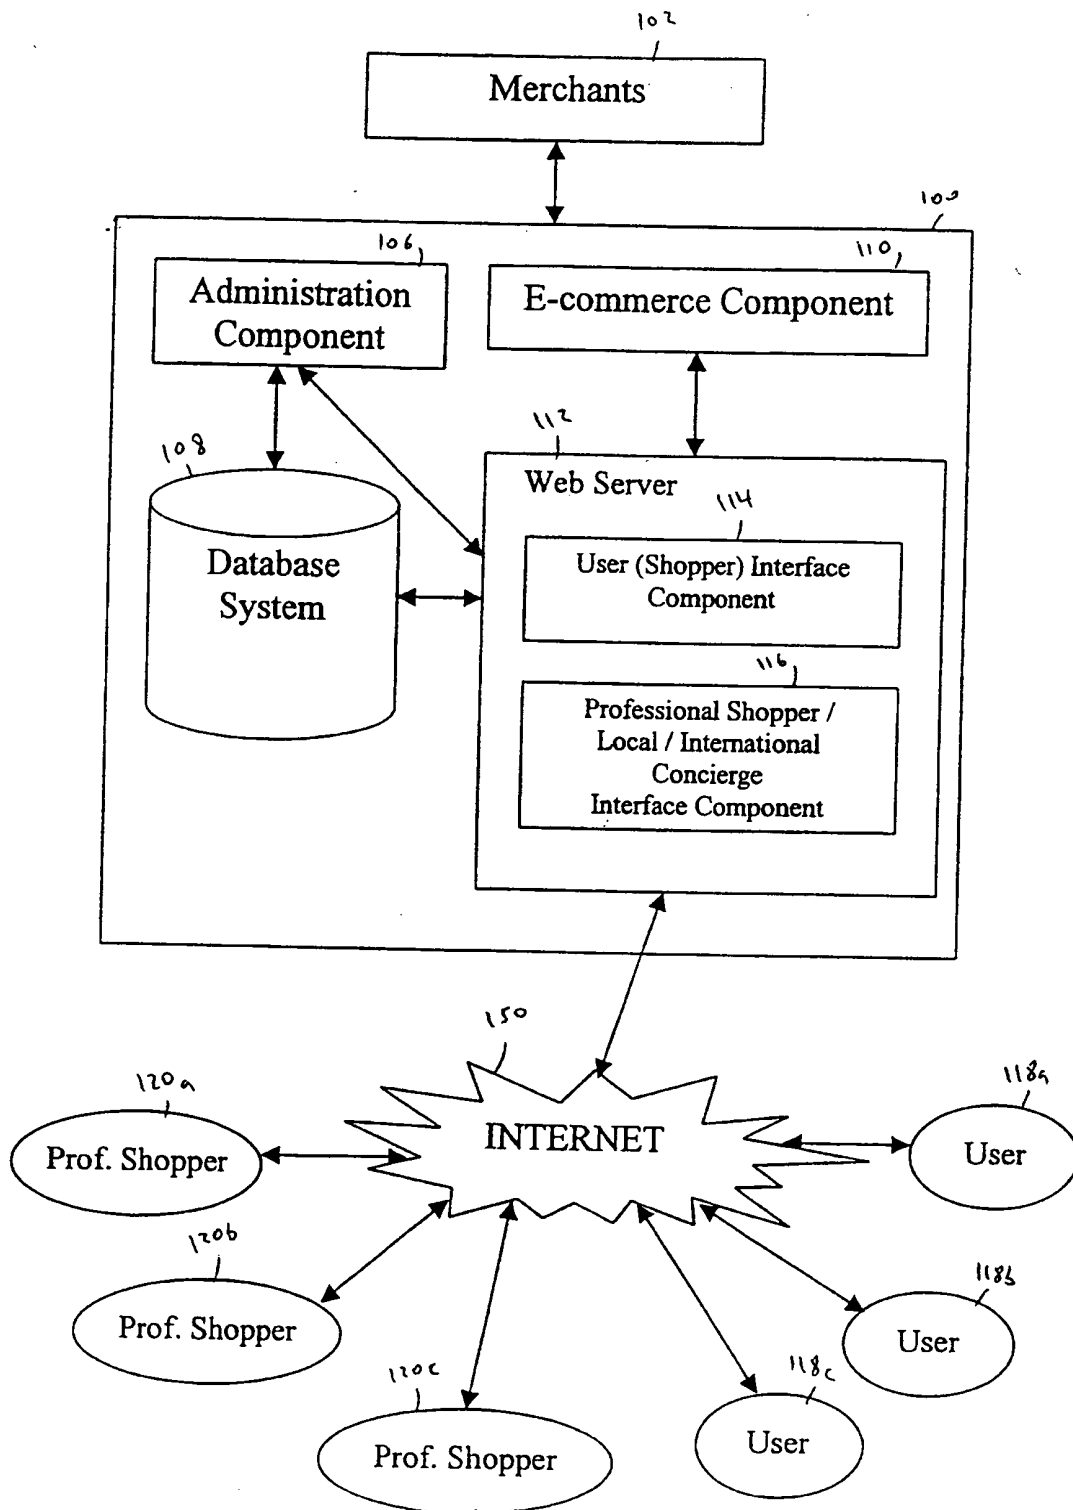 102
Merchants
100
106
Administration
Component
110
E-commerce Component
108
Database
System
112
Web Server
114
User (Shopper) Interface
Component
116
Professional Shopper /
Local / International
Concierge
Interface Component
150
INTERNET
120a
Prof. Shopper
118a
User
120b
Prof. Shopper
118b
User
120c
Prof. Shopper
118c
User